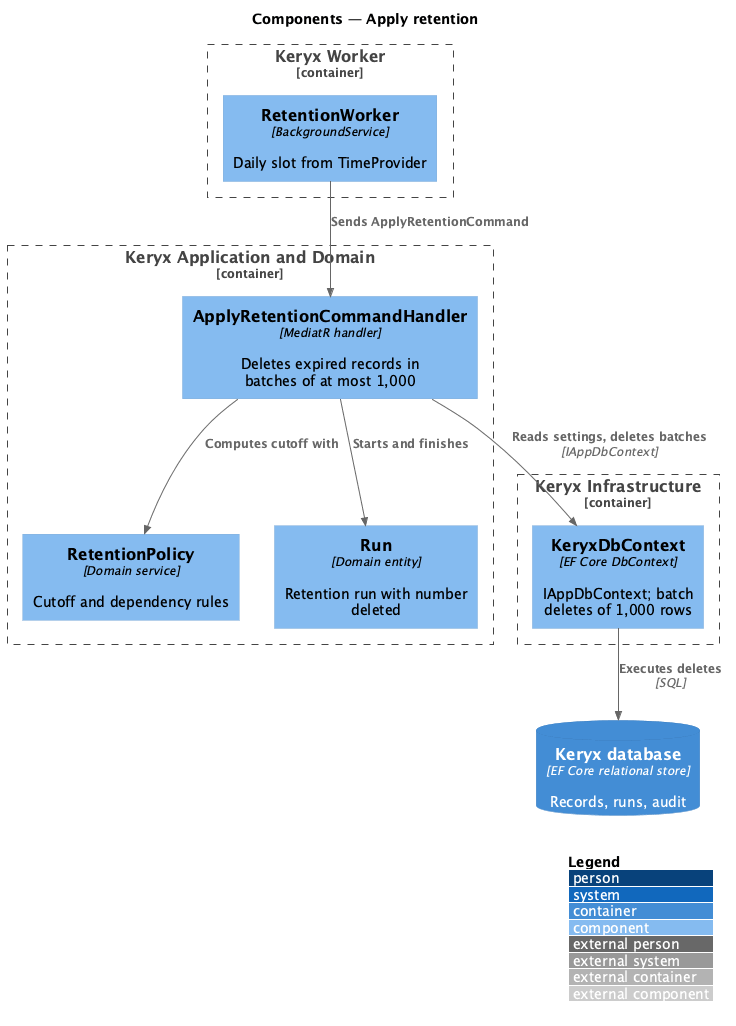 Components — Apply retention
Keryx Worker
[container]
RetentionWorker
[BackgroundService]
Daily slot from TimeProvider
Sends ApplyRetentionCommand
Keryx Application and Domain
[container]
ApplyRetentionCommandHandler
[MediatR handler]
Deletes expired records in
batches of at most 1,000
Computes cutoff with
Starts and finishes
Reads settings, deletes batches
[IAppDbContext]
Keryx Infrastructure
[container]
RetentionPolicy
[Domain service]
Cutoff and dependency rules
Run
[Domain entity]
Retention run with number
deleted
KeryxDbContext
[EF Core DbContext]
IAppDbContext; batch
deletes of 1,000 rows
Executes deletes
[SQL]
Keryx database
[EF Core relational store]
Records, runs, audit
Legend
person
system
container
component
external person
external system
external container
external component